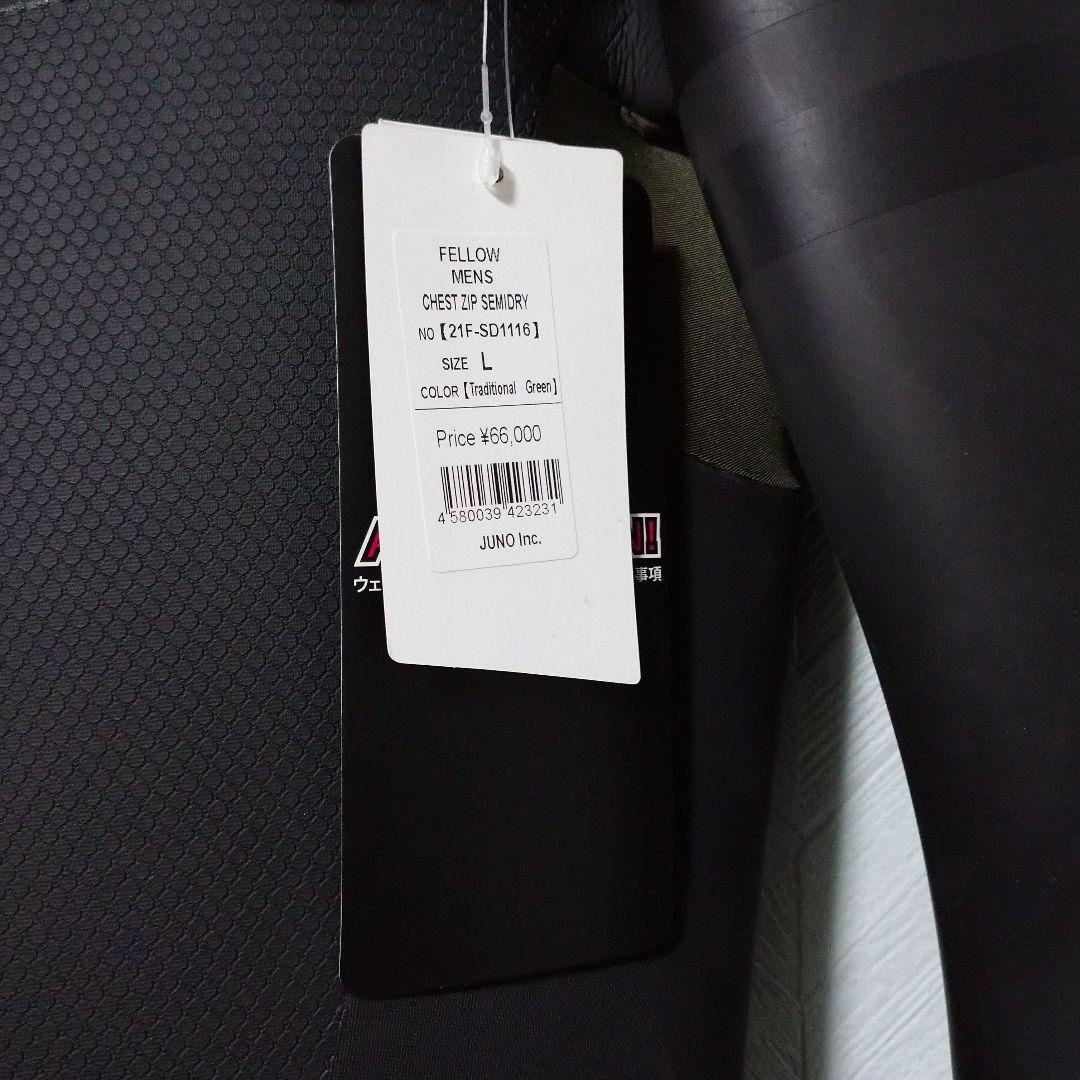 FELLOW
MENS
CHEST ZIP SEMIDRY
NO【21F-SD1116】
SIZE L
COLOR【Traditional Green】
Price ¥66,000
4 580039 423231
JUNO Inc.
A N!
ウェ 事項